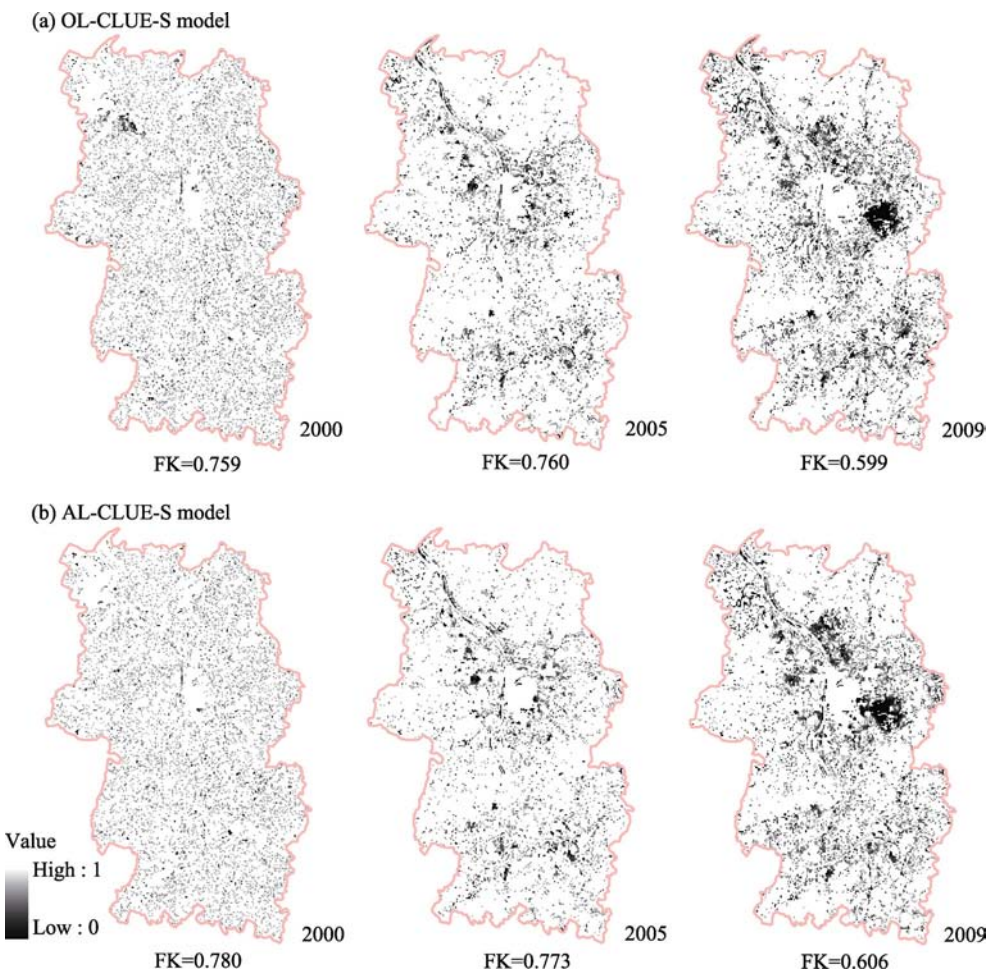 (a) OL-CLUE-S model
2000
2005
2009
FK=0.759
FK=0.760
FK=0.599
(b) AL-CLUE-S model
Value
High : 1
Low : 0
2000
2005
2009
FK=0.780
FK=0.773
FK=0.606